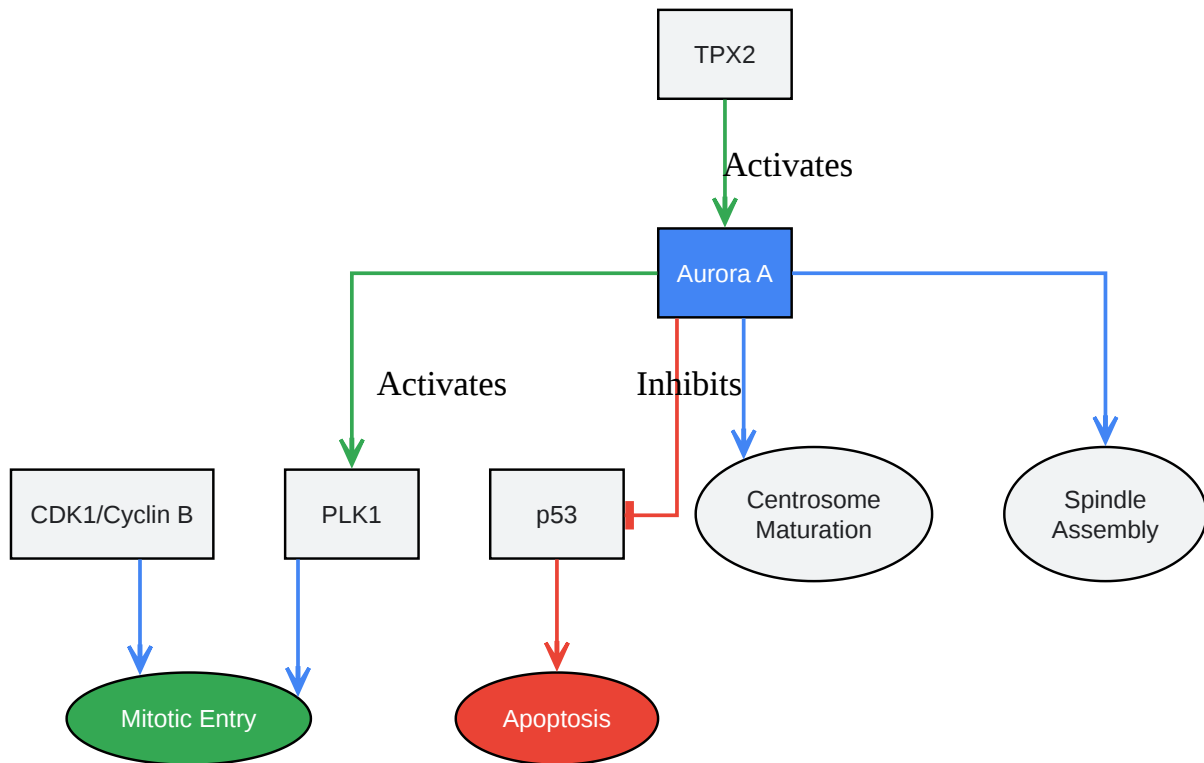 TPX2
Activates
Aurora A
Activates
Inhibits
CDK1/Cyclin B
PLK1
p53
Centrosome
Maturation
Spindle
Assembly
Mitotic Entry
Apoptosis